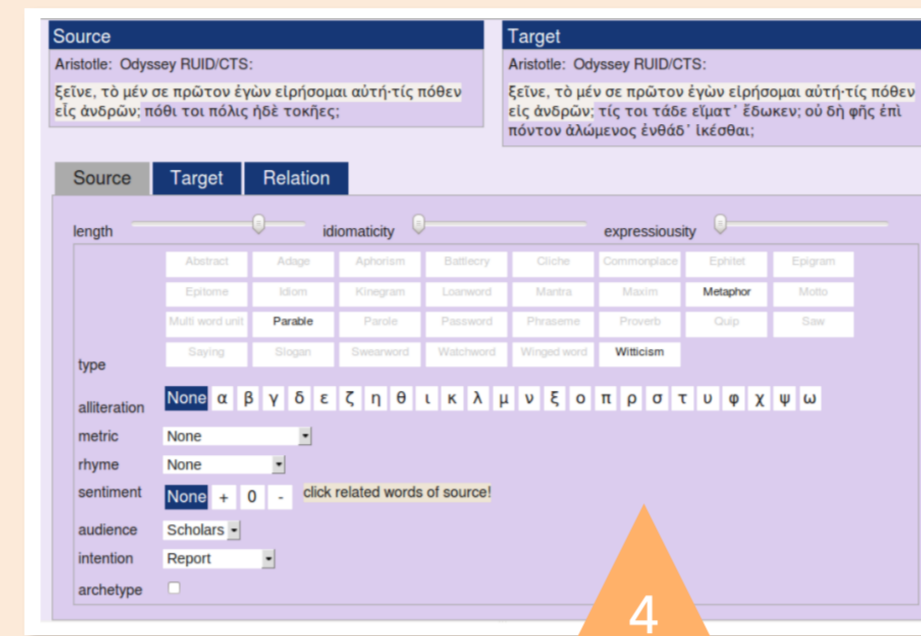 Source
Aristotle: Odyssey RUID/CTS:
ξεῖνε, τὸ μέν σε πρῶτον ἐγὼν εἰρήσομαι αὐτή·τίς πόθεν
εἶς ἀνδρῶν; πόθι τοι πόλις ἠδὲ τοκῆες;
Target
Aristotle: Odyssey RUID/CTS:
ξεῖνε, τὸ μέν σε πρῶτον ἐγὼν εἰρήσομαι αὐτή·τίς πόθεν
εἰς ἀνδρῶν; τίς τοι τάδε εἵματ᾽ ἔδωκεν; οὐ δὴ φῆς ἐπὶ
πόντον ἀλώμενος ἐνθάδ᾽ ἱκέσθαι;
Source Target Relation
length idiomaticity expressiousity
Abstract Adage Aphorism Battlecry Cliche Commonplace Ephitet Epigram
Epitome Idiom Kinegram Loanword Mantra Maxim Metaphor Motto
Multi word unit Parable Parole Password Phraseme Proverb Quip Saw
Saying Slogan Swearword Watchword Winged word Witticism
type
alliteration None α β γ δ ε ζ η θ ι κ λ μ ν ξ ο π ρ σ τ υ φ χ ψ ω
metric None
rhyme None
sentiment None + 0 - click related words of source!
audience Scholars
intention Report
archetype
4